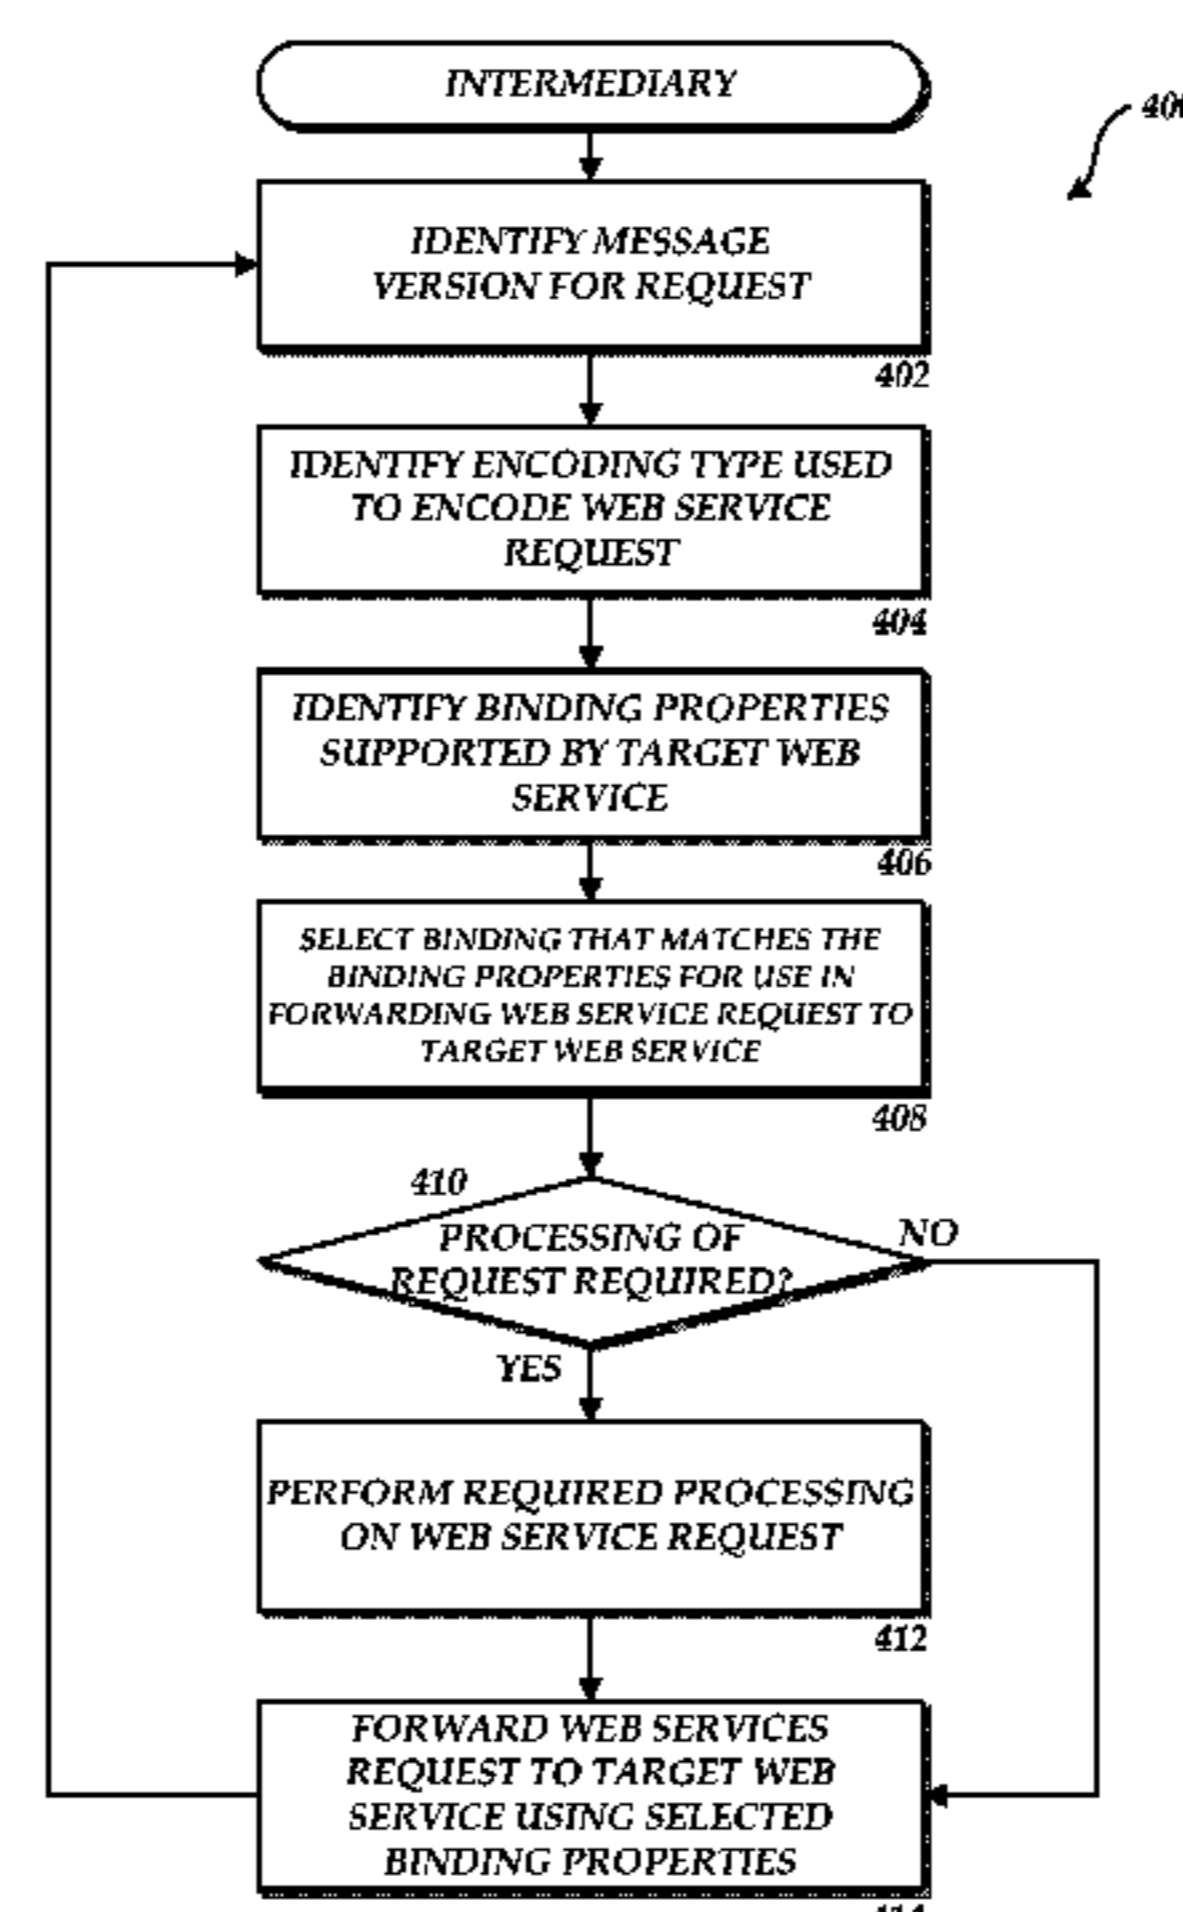 INTERMEDIARY
IDENTIFY MESSAGE
VERSION FOR REQUEST
402
IDENTIFY ENCODING TYPE USED
TO ENCODE WEB SERVICE
REQUEST
404
IDENTIFY BINDING PROPERTIES
SUPPORTED BY TARGET WEB
SERVICE
406
SELECT BINDING THAT MATCHES THE
BINDING PROPERTIES FOR USE IN
FORWARDING WEB SERVICE REQUEST TO
TARGET WEB SERVICE
408
410
PROCESSING OF
REQUEST REQUIRED?
NO
YES
PERFORM REQUIRED PROCESSING
ON WEB SERVICE REQUEST
412
FORWARD WEB SERVICES
REQUEST TO TARGET WEB
SERVICE USING SELECTED
BINDING PROPERTIES